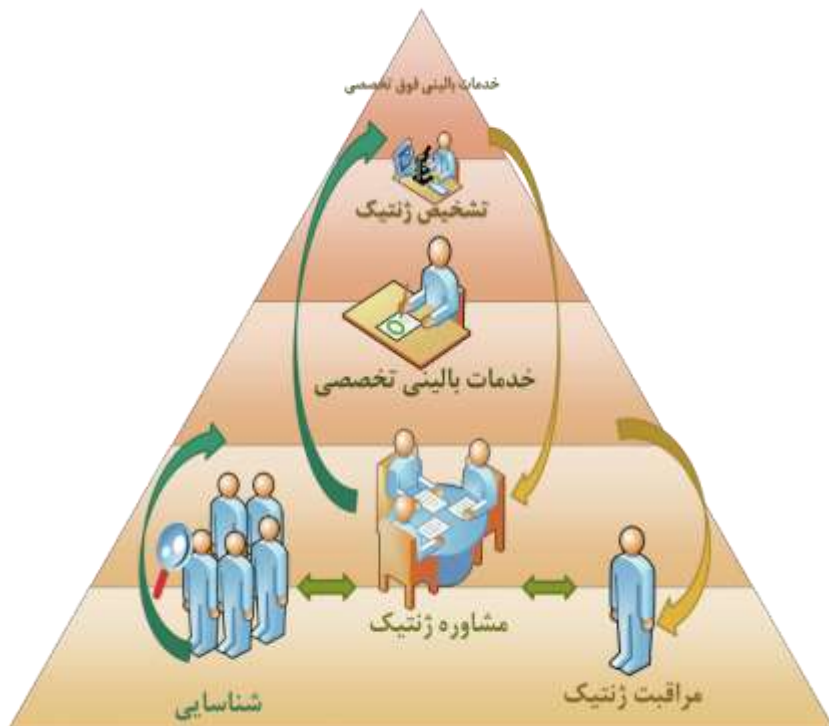 خدمات بالینی فوق تخصصی
تشخیص ژنتیک
خدمات بالینی تخصصی
مشاوره ژنتیک
مراقبت ژنتیک
شناسایی